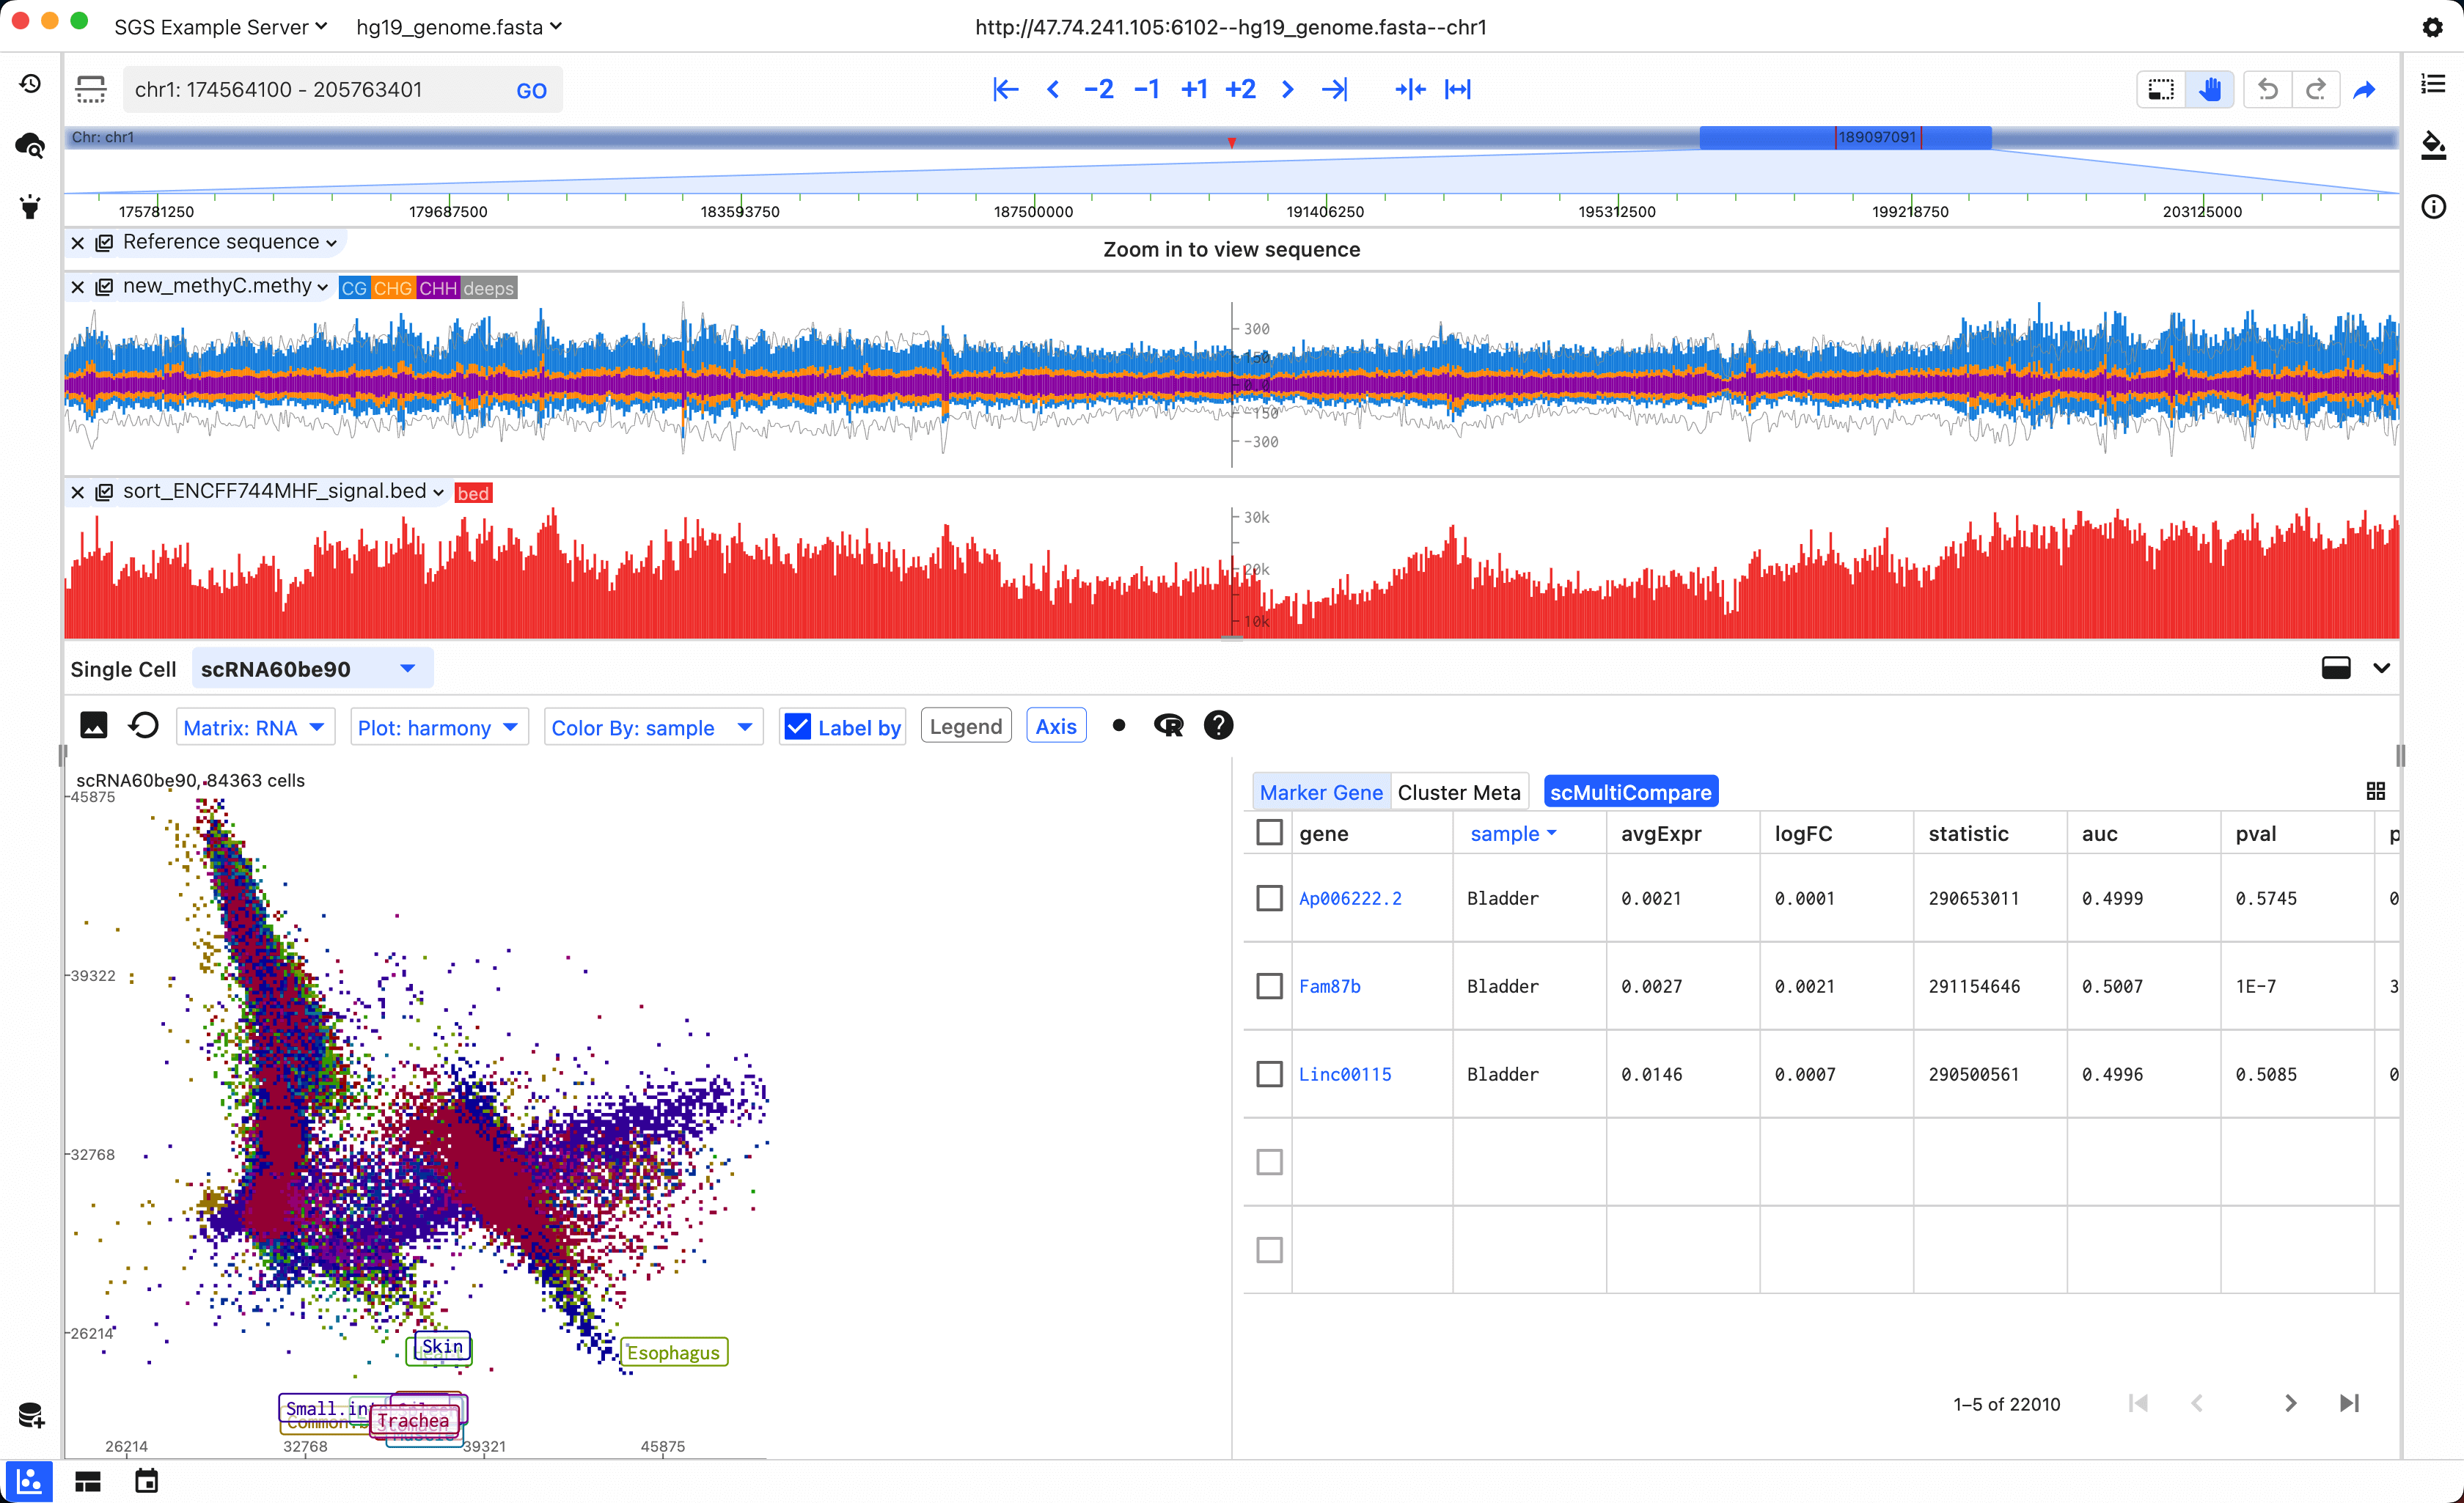 SGS Example Server hg19_genome.fasta http://47.74.241.105:6102--hg19_genome.fasta--chr1
chr1: 174564100 - 205763401 GO -2 -1 +1 +2
Chr: chr1 189097091
175781250 179687500 183593750 187500000 191406250 195312500 199218750 203125000
Reference sequence Zoom in to view sequence
new_methyC.methy CG CHG CHH deeps
300
150
0.0
-150
-300
sort_ENCFF744MHF_signal.bed bed
30k
20k
10k
Single Cell scRNA60be90
Matrix: RNA Plot: harmony Color By: sample Label by Legend Axis
scRNA60be90, 84363 cells
45875
39322
32768
26214
Skin
Esophagus
Small.int
Common.b
Trachea
Muscle
26214 32768 39321 45875
Marker Gene Cluster Meta scMultiCompare
gene sample avgExpr logFC statistic auc pval p
Ap006222.2 Bladder 0.0021 0.0001 290653011 0.4999 0.5745 0
Fam87b Bladder 0.0027 0.0021 291154646 0.5007 1E-7 3
Linc00115 Bladder 0.0146 0.0007 290500561 0.4996 0.5085 0
1–5 of 22010